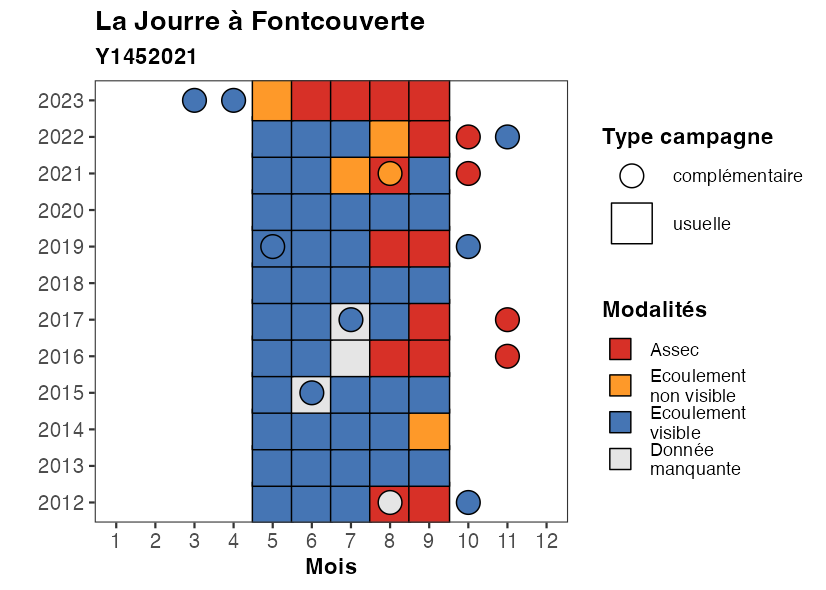 La Jourre à Fontcouverte
Y1452021
2023
2022
2021
2020
2019
2018
2017
2016
2015
2014
2013
2012
1 2 3 4 5 6 7 8 9 10 11 12
Mois
Type campagne
complémentaire
usuelle
Modalités
Assec
Ecoulement
non visible
Ecoulement
visible
Donnée
manquante